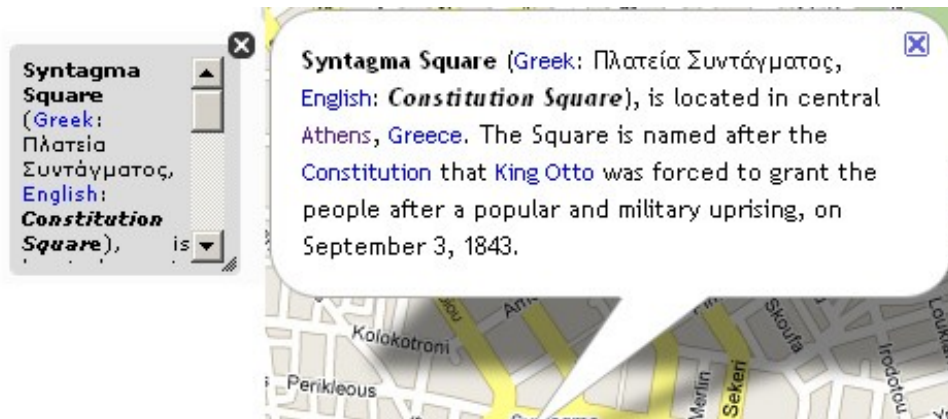 Syntagma
Square
(Greek:
Πλατεία
Συντάγματος,
English:
Constitution
Square), is
Syntagma Square (Greek: Πλατεία Συντάγματος,
English: Constitution Square), is located in central
Athens, Greece. The Square is named after the
Constitution that King Otto was forced to grant the
people after a popular and military uprising, on
September 3, 1843.
Kolokotroni
Perikleous
Merlin
Sekeri
Skoufa
Irodotou